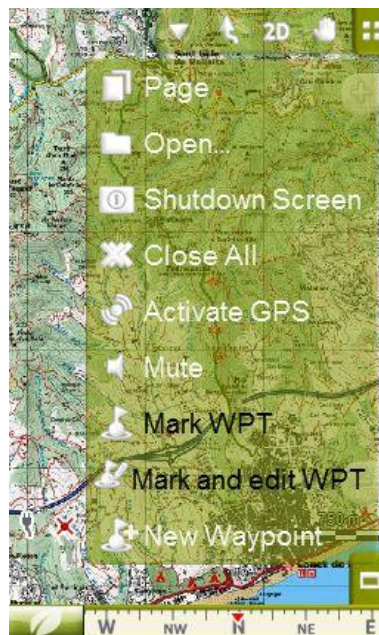 2D
Page
Open...
Shutdown Screen
Close All
Activate GPS
Mute
Mark WPT
Mark and edit WPT
750m
New Waypoint
W NW N NE E